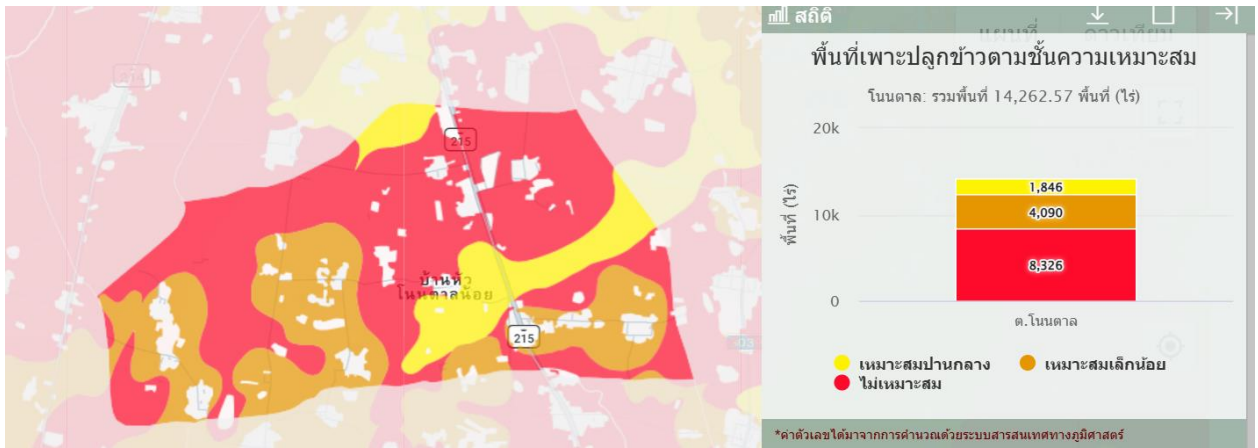 214
215
บ้านหัว
โนนตาลน้อย
215
สถิติ
แผนที่
พื้นที่เพาะปลูกข้าวตามชั้นความเหมาะสม
โนนตาล: รวมพื้นที่ 14,262.57 พื้นที่ (ไร่)
พื้นที่ (ไร่)
20k
10k
0
1,846
4,090
8,326
ต.โนนตาล
เหมาะสมปานกลาง
เหมาะสมเล็กน้อย
ไม่เหมาะสม
*ค่าตัวเลขได้มาจากการคำนวณด้วยระบบสารสนเทศทางภูมิศาสตร์